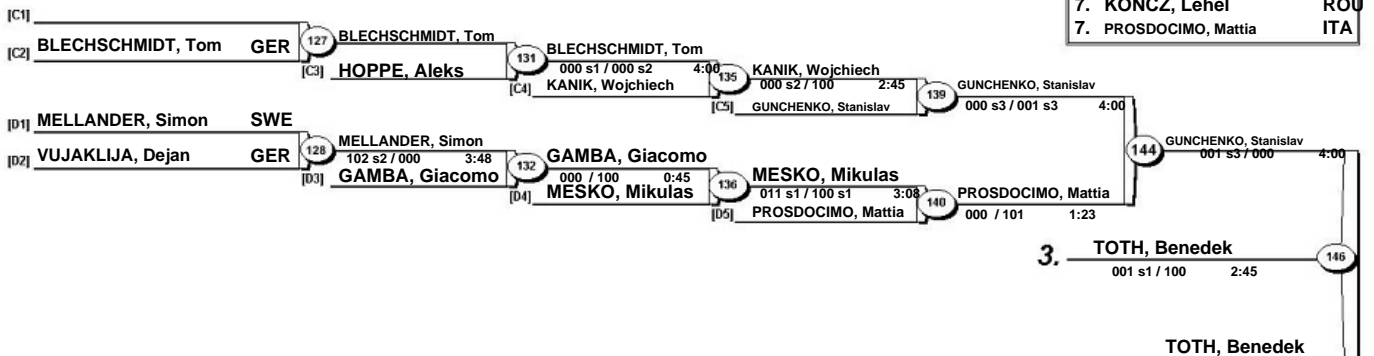 7. KONCZ, Lehel ROU
7. PROSDOCIMO, Mattia ITA
[C1]
[C2] BLECHSCHMIDT, Tom GER
127
BLECHSCHMIDT, Tom
[C3] HOPPE, Aleks
131
BLECHSCHMIDT, Tom
000 s1 / 000 s2 4:00
[C4] KANIK, Wojchiech
135
KANIK, Wojchiech
000 s2 / 100 2:45
[C5] GUNCHENKO, Stanislav
139
GUNCHENKO, Stanislav
000 s3 / 001 s3 4:00
[D1] MELLANDER, Simon SWE
[D2] VUJAKLIJA, Dejan GER
128
MELLANDER, Simon
102 s2 / 000 3:48
[D3] GAMBA, Giacomo
132
GAMBA, Giacomo
000 / 100 0:45
[D4] MESKO, Mikulas
136
MESKO, Mikulas
011 s1 / 100 s1 3:08
[D5] PROSDOCIMO, Mattia
140
PROSDOCIMO, Mattia
000 / 101 1:23
144
GUNCHENKO, Stanislav
001 s3 / 000 4:00
3. TOTH, Benedek
001 s1 / 100 2:45
146
TOTH, Benedek